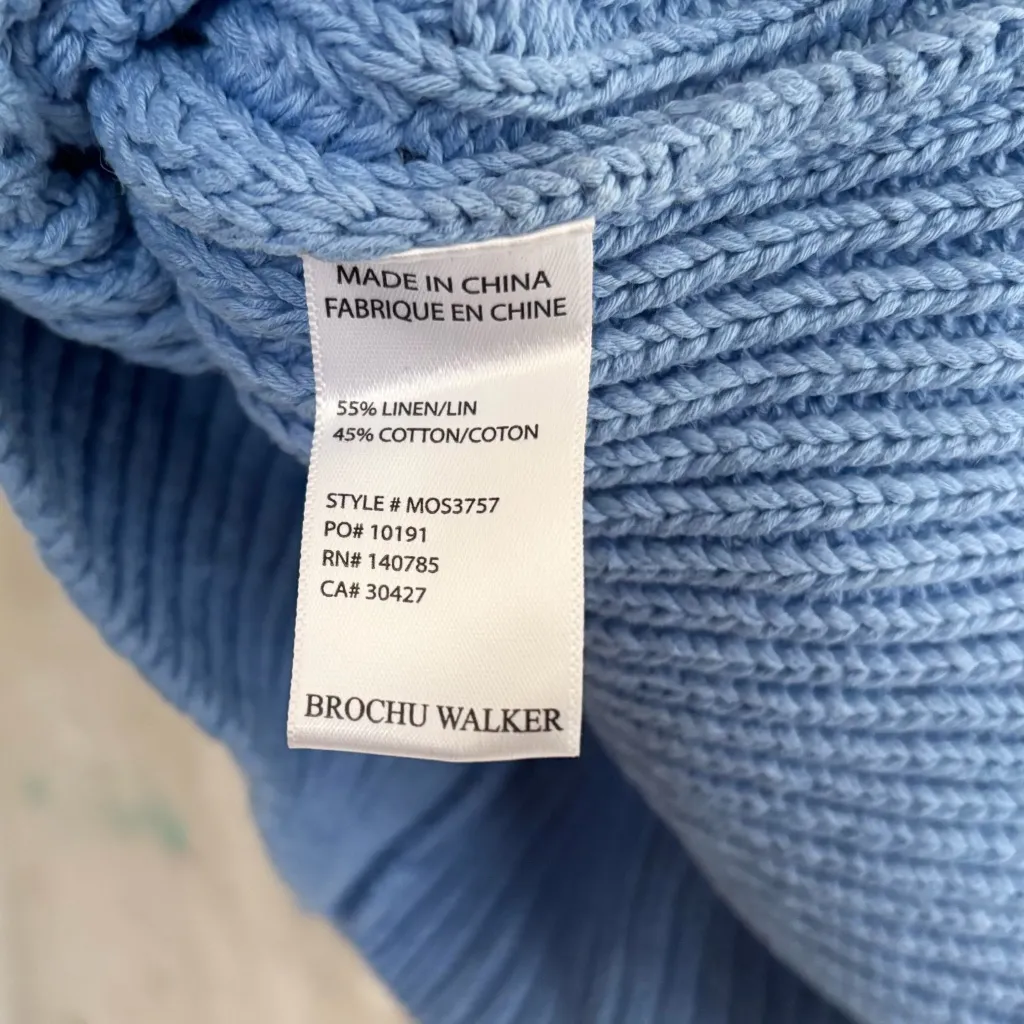 MADE IN CHINA
FABRIQUE EN CHINE
55% LINEN/LIN
45% COTTON/COTON
STYLE # MOS3757
PO# 10191
RN# 140785
CA# 30427
BROCHU WALKER